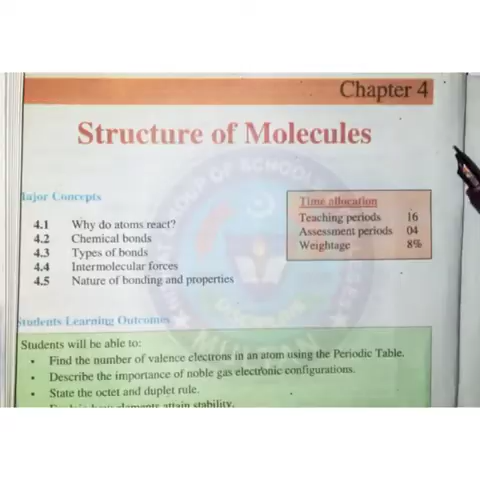 Chapter 4
Structure of Molecules
Major Concepts
4.1 Why do atoms react?
4.2 Chemical bonds
4.3 Types of bonds
4.4 Intermolecular forces
4.5 Nature of bonding and properties
Time allocation
Teaching periods 16
Assessment periods 04
Weightage 8%
Students Learning Outcomes
Students will be able to:
• Find the number of valence electrons in an atom using the Periodic Table.
• Describe the importance of noble gas electronic configurations.
• State the octet and duplet rule.
elements attain stability.